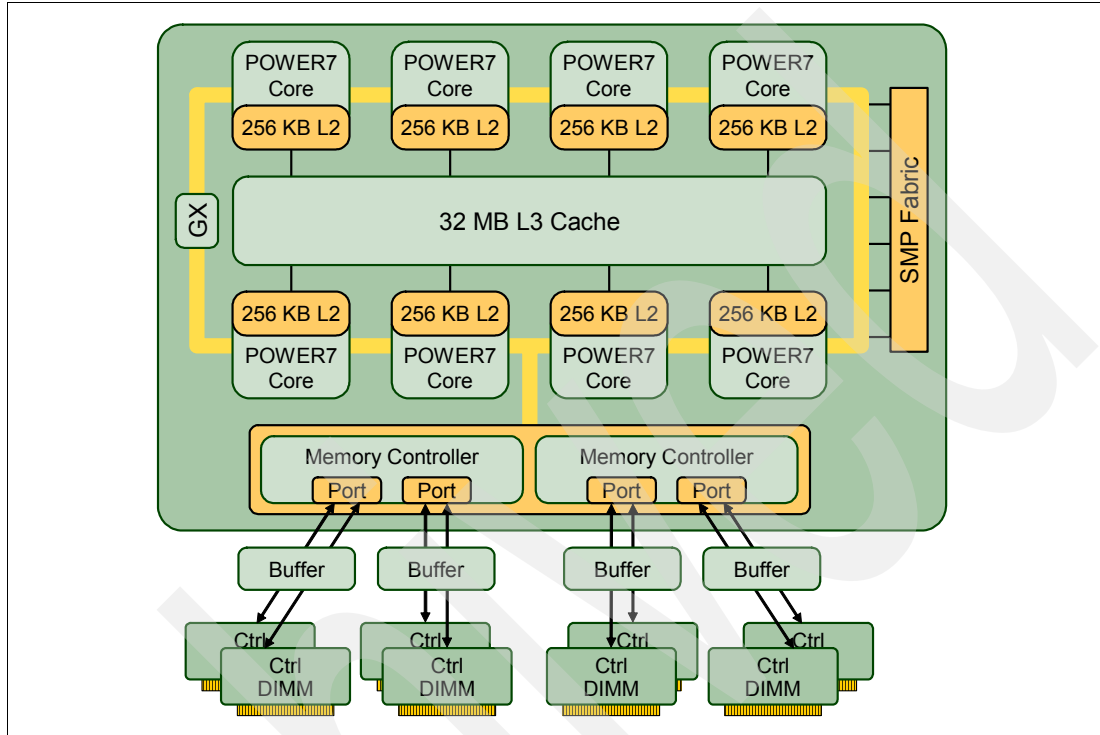 POWER7
Core
256 KB L2
POWER7
Core
256 KB L2
POWER7
Core
256 KB L2
POWER7
Core
256 KB L2
GX
32 MB L3 Cache
SMP Fabric
256 KB L2
POWER7
Core
256 KB L2
POWER7
Core
256 KB L2
POWER7
Core
256 KB L2
POWER7
Core
Memory Controller
Port
Port
Memory Controller
Port
Port
Buffer
Buffer
Buffer
Buffer
Ctrl
Ctrl
DIMM
Ctrl
Ctrl
DIMM
Ctrl
Ctrl
DIMM
Ctrl
Ctrl
DIMM